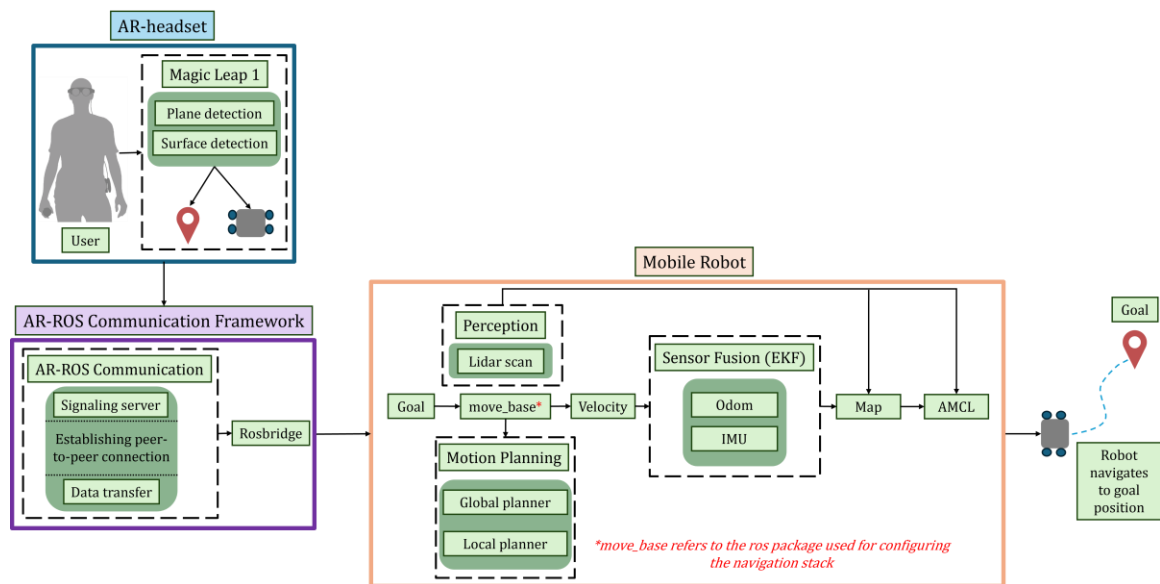 AR-headset
Magic Leap 1
Plane detection
Surface detection
User
AR-ROS Communication Framework
AR-ROS Communication
Signaling server
Establishing peer-
to-peer connection
Data transfer
Rosbridge
Mobile Robot
Perception
Lidar scan
Goal
move_base*
Velocity
Motion Planning
Global planner
Local planner
Sensor Fusion (EKF)
Odom
IMU
Map
AMCL
*move_base refers to the ros package used for configuring
the navigation stack
Goal
Robot
navigates
to goal
position